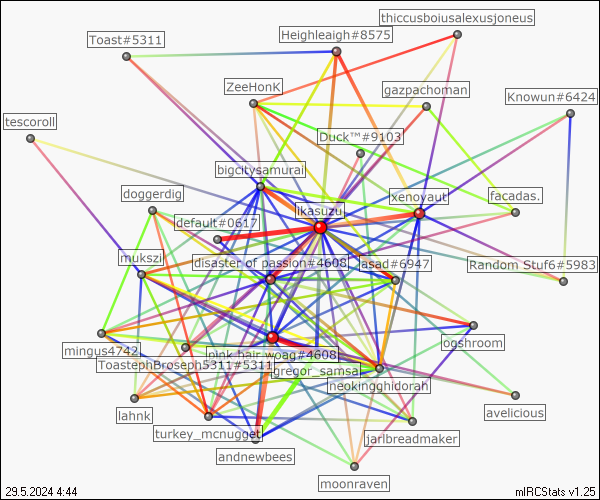 thiccusboiusalexusjoneus
Heighleaigh#8575
Toast#5311
ZeeHonK
gazpachoman
Knowun#6424
tescoroll
Duck™#9103
bigcitysamurai
doggerdig
xenoyaut
facadas.
ikasuzu
default#0617
mukszi
disaster of passion#4608
asad#6947
Random Stuf6#5983
logshroom
mingus4742
pink hair woag#4608
ToastephBroseph5311#5311
gregor_samsa
neokingghidorah
avelicious
lahnk
turkey_mcnugget
jarlbreadmaker
andnewbees
moonraven
29.5.2024 4:44
mIRCStats v1.25